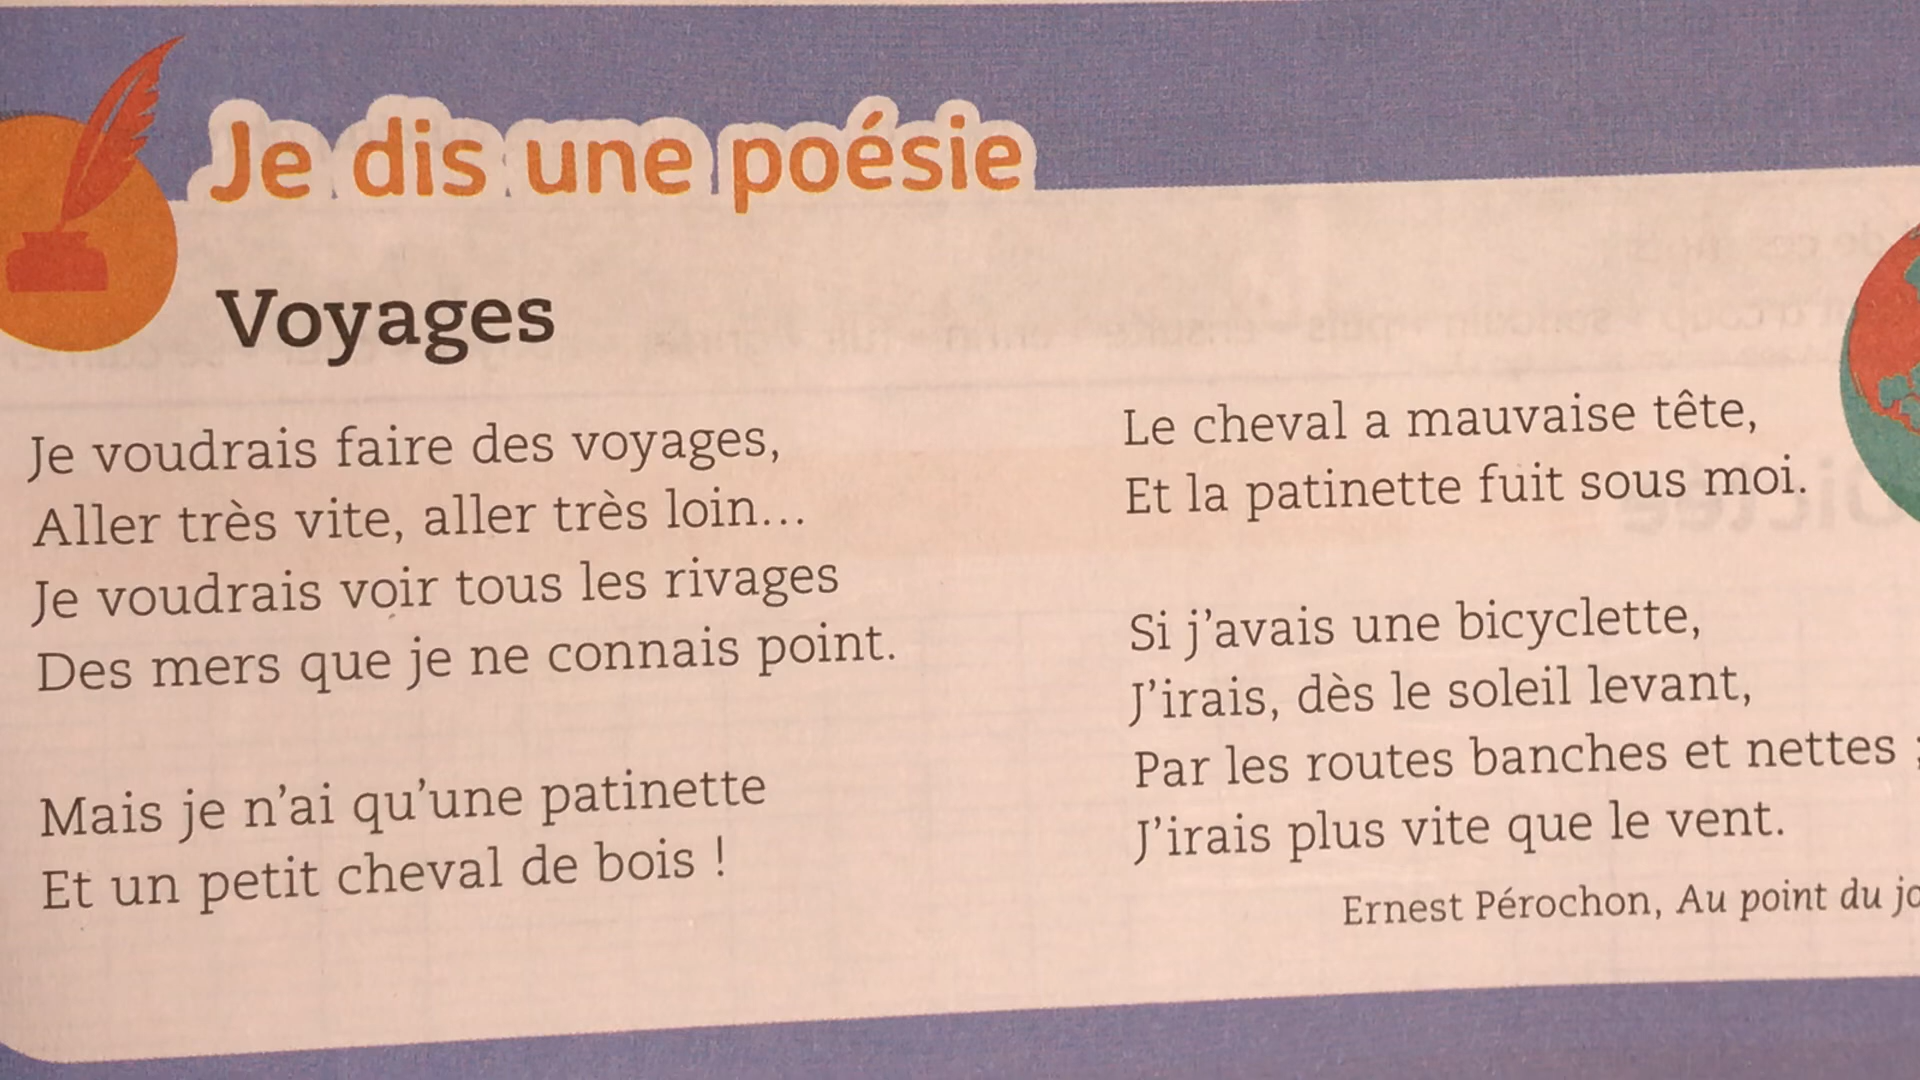 Je dis une poésie
Voyages
Je voudrais faire des voyages,
Aller très vite, aller très loin...
Je voudrais voir tous les rivages
Des mers que je ne connais point.
Mais je n'ai qu'une patinette
Et un petit cheval de bois !
Le cheval a mauvaise tête,
Et la patinette fuit sous moi.
Si j'avais une bicyclette,
J'irais, dès le soleil levant,
Par les routes banches et nettes ;
J'irais plus vite que le vent.
Ernest Pérochon, Au point du